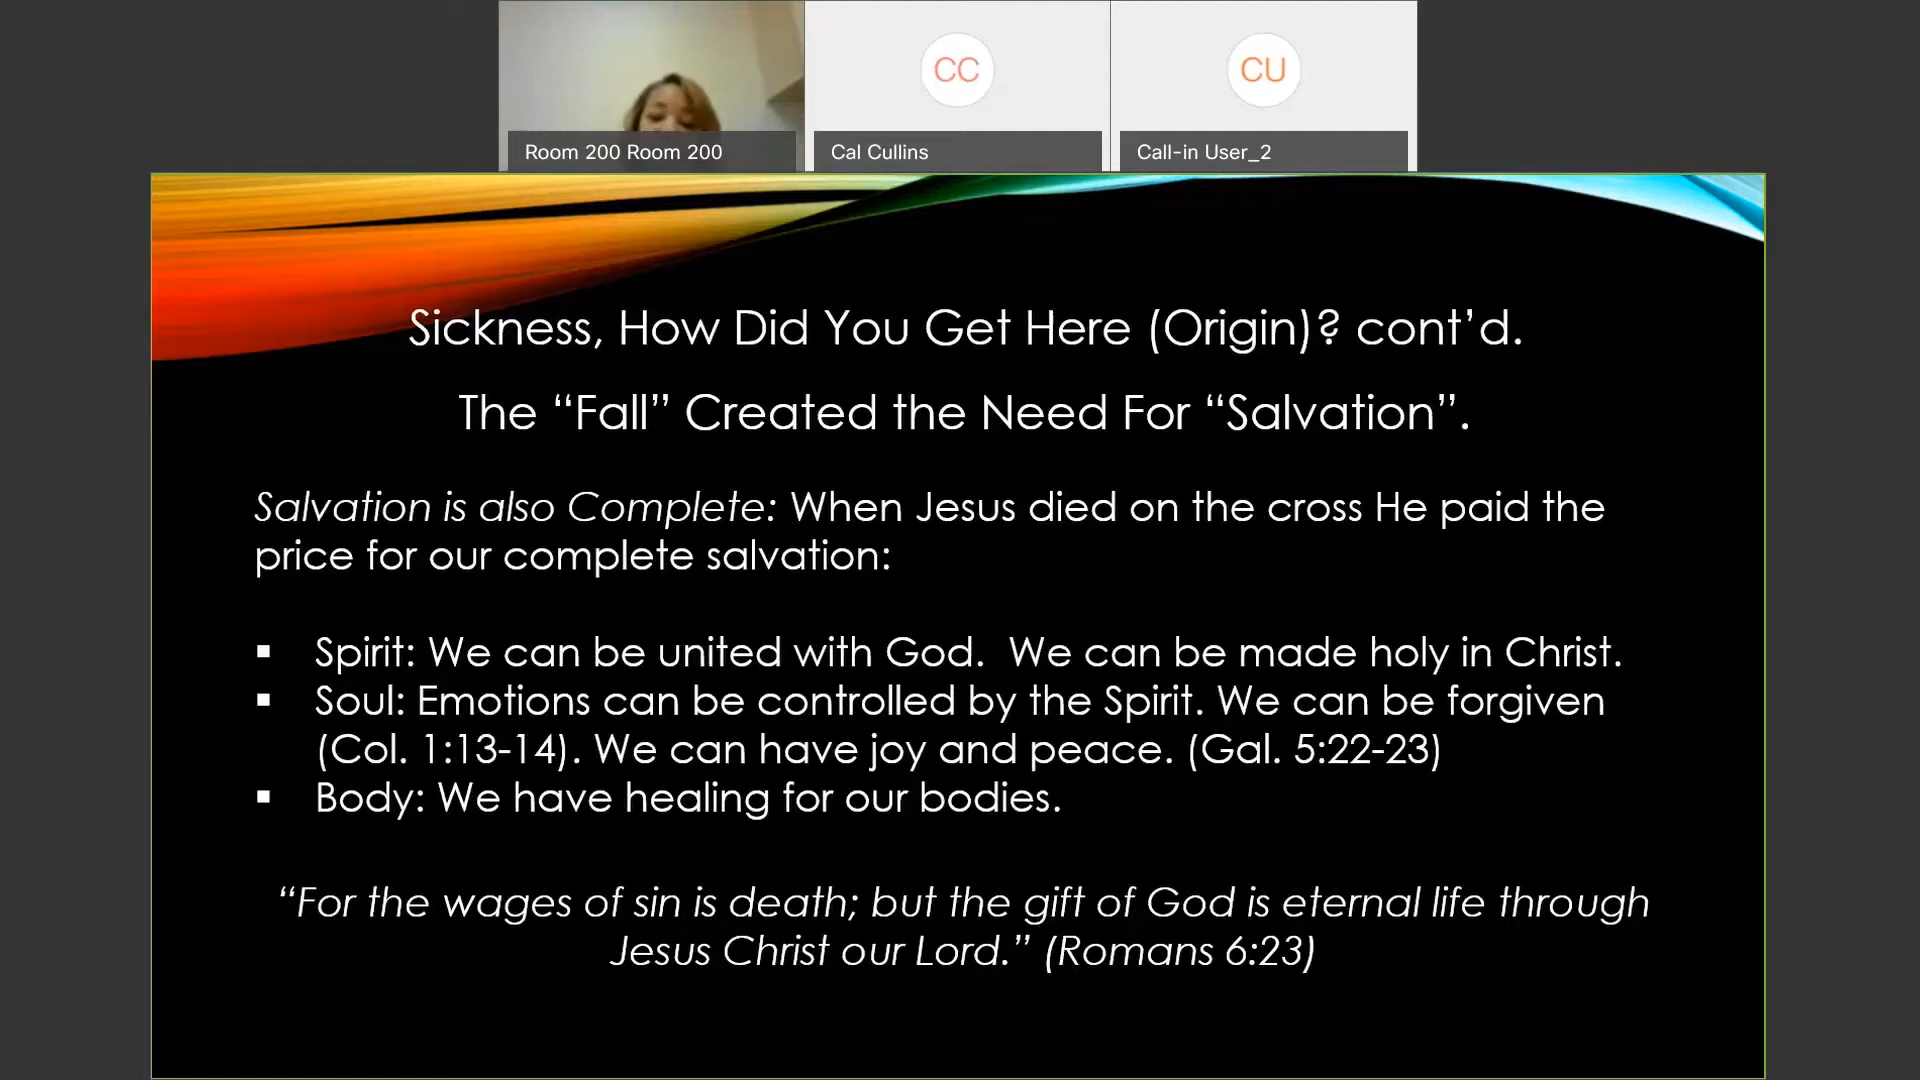 CC
CU
Room 200 Room 200
Cal Cullins
Call-in User_2
Sickness, How Did You Get Here (Origin)? cont’d.
The “Fall” Created the Need For “Salvation”.
Salvation is also Complete: When Jesus died on the cross He paid the
price for our complete salvation:
▪ Spirit: We can be united with God.  We can be made holy in Christ.
▪ Soul: Emotions can be controlled by the Spirit. We can be forgiven
(Col. 1:13-14). We can have joy and peace. (Gal. 5:22-23)
▪ Body: We have healing for our bodies.
“For the wages of sin is death; but the gift of God is eternal life through
Jesus Christ our Lord.” (Romans 6:23)